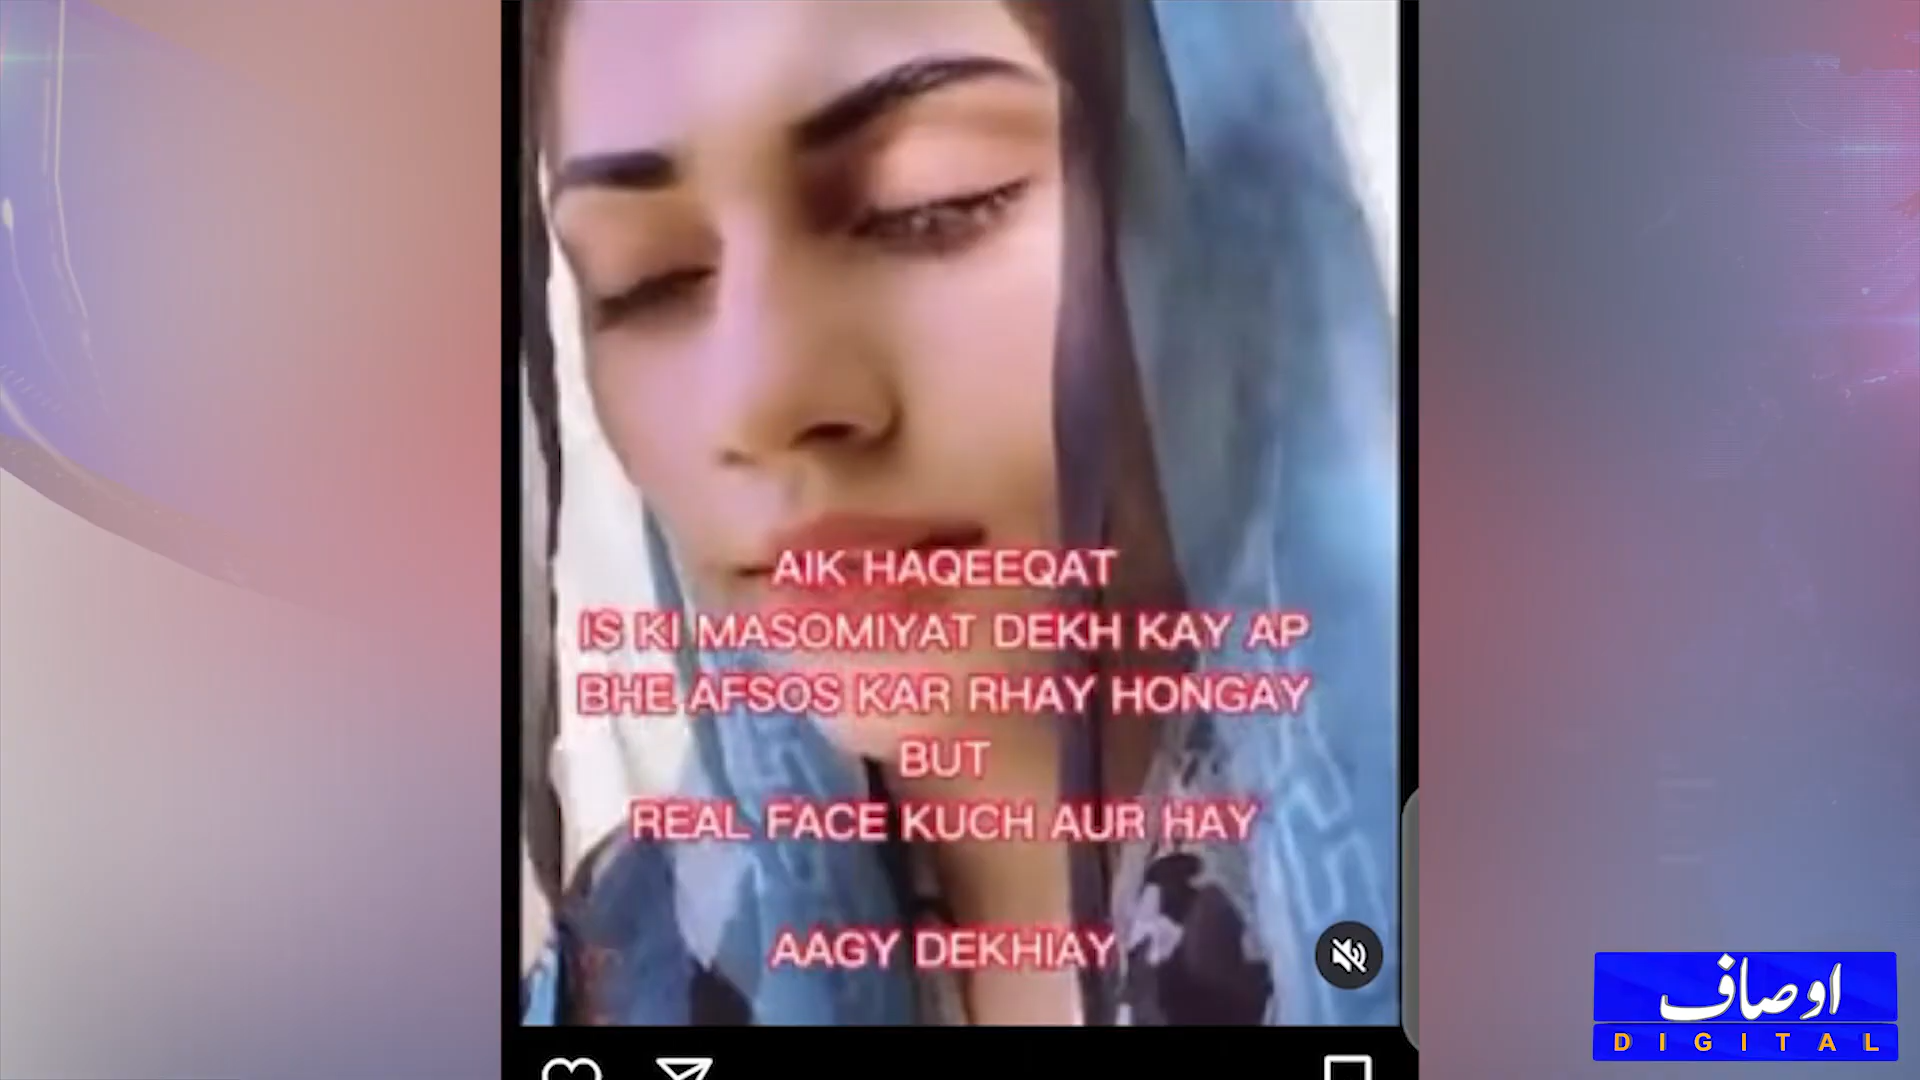 AIK HAQEEQAT
IS KI MASOMIYAT DEKH KAY AP
BHE AFSOS KAR RHAY HONGAY
BUT
REAL FACE KUCH AUR HAY
AAGY DEKHIAY
اوصاف
DIGITAL